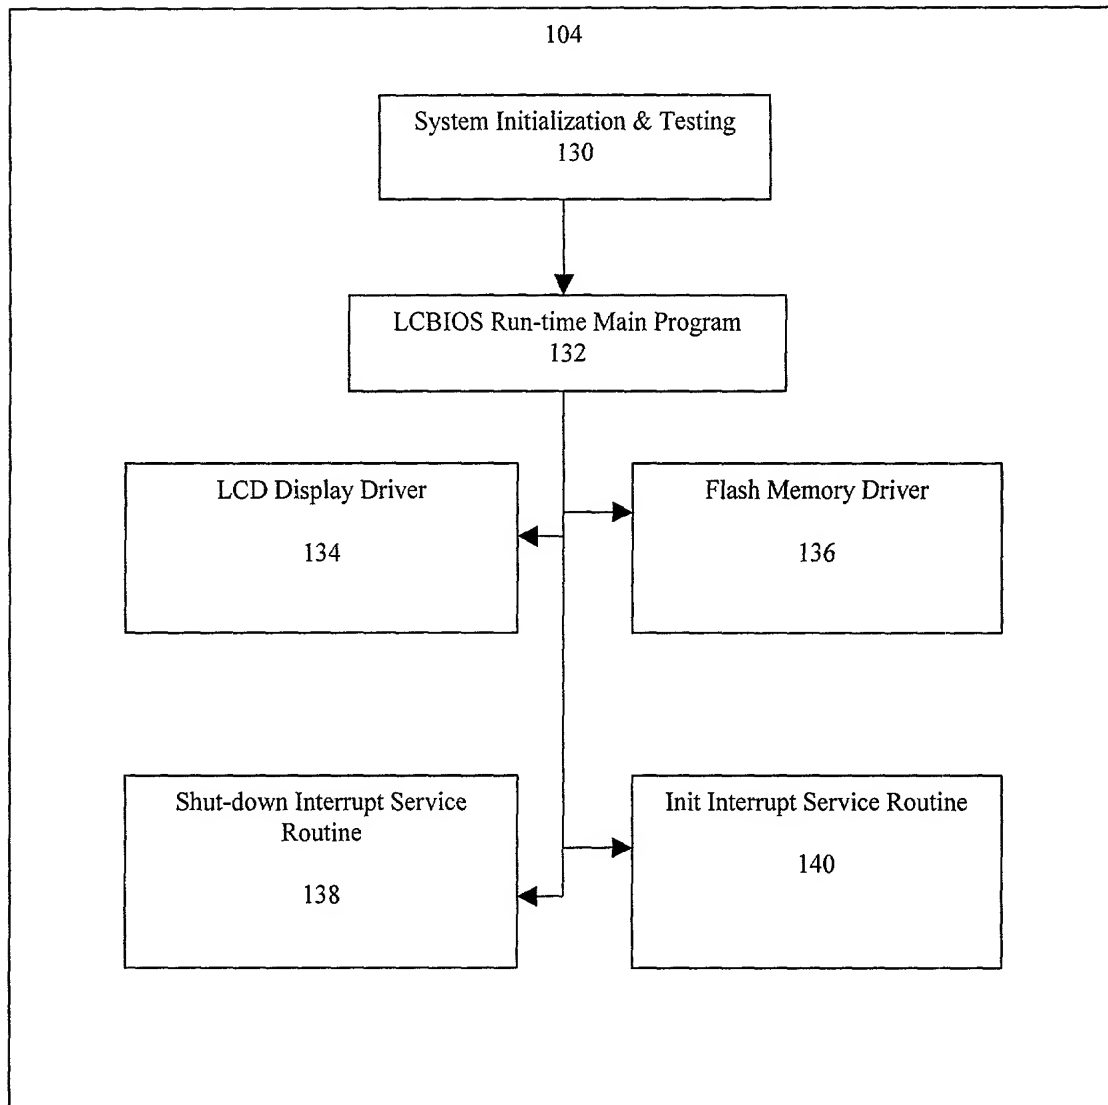 104
System Initialization & Testing
130
LCBIOS Run-time Main Program
132
LCD Display Driver
134
Flash Memory Driver
136
Shut-down Interrupt Service
Routine
138
Init Interrupt Service Routine
140